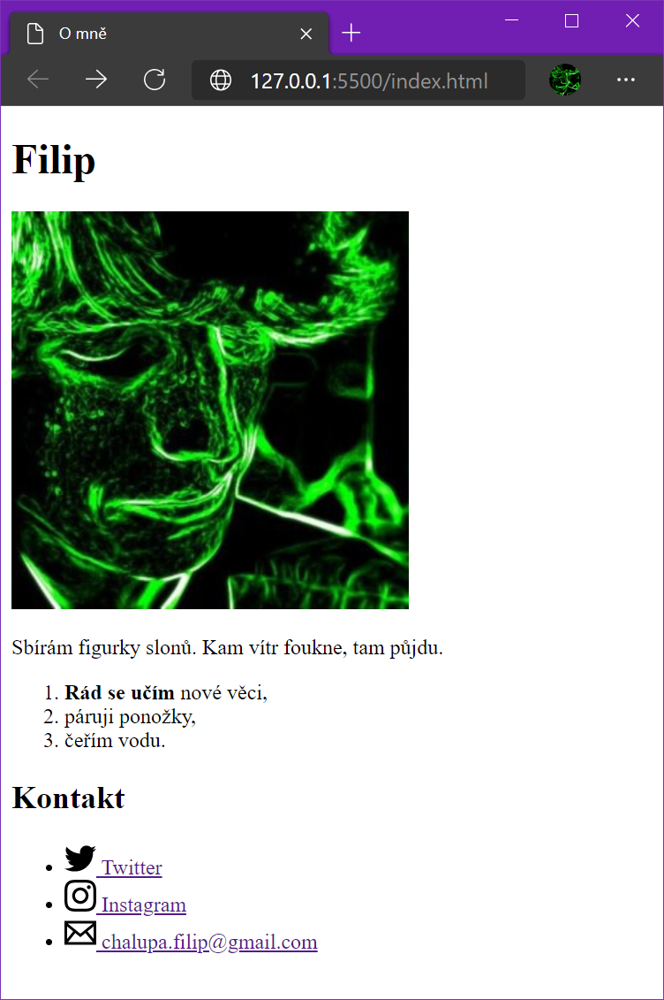 O mně
127.0.0.1:5500/index.html
Filip
Sbírám figurky slonů. Kam vítr foukne, tam půjdu.
1. Rád se učím nové věci,
2. páruji ponožky,
3. čeřím vodu.
Kontakt
• Twitter
• Instagram
• chalupa.filip@gmail.com